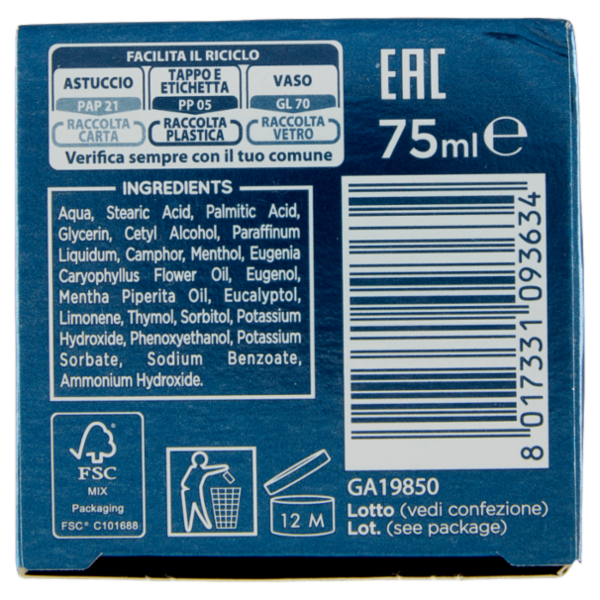 FACILITA IL RICICLO
ASTUCCIO
PAP 21
RACCOLTA
CARTA
TAPPO E
ETICHETTA
PP 05
RACCOLTA
PLASTICA
VASO
GL 70
RACCOLTA
VETRO
Verifica sempre con il tuo comune
EAC
75ml e
INGREDIENTS
Aqua, Stearic Acid, Palmitic Acid,
Glycerin, Cetyl Alcohol, Paraffinum
Liquidum, Camphor, Menthol, Eugenia
Caryophyllus Flower Oil, Eugenol,
Mentha Piperita Oil, Eucalyptol,
Limonene, Thymol, Sorbitol, Potassium
Hydroxide, Phenoxyethanol, Potassium
Sorbate, Sodium Benzoate,
Ammonium Hydroxide.
8 017331 093634
FSC
MIX
Packaging
FSC® C101688
12 M
GA19850
Lotto (vedi confezione)
Lot. (see package)